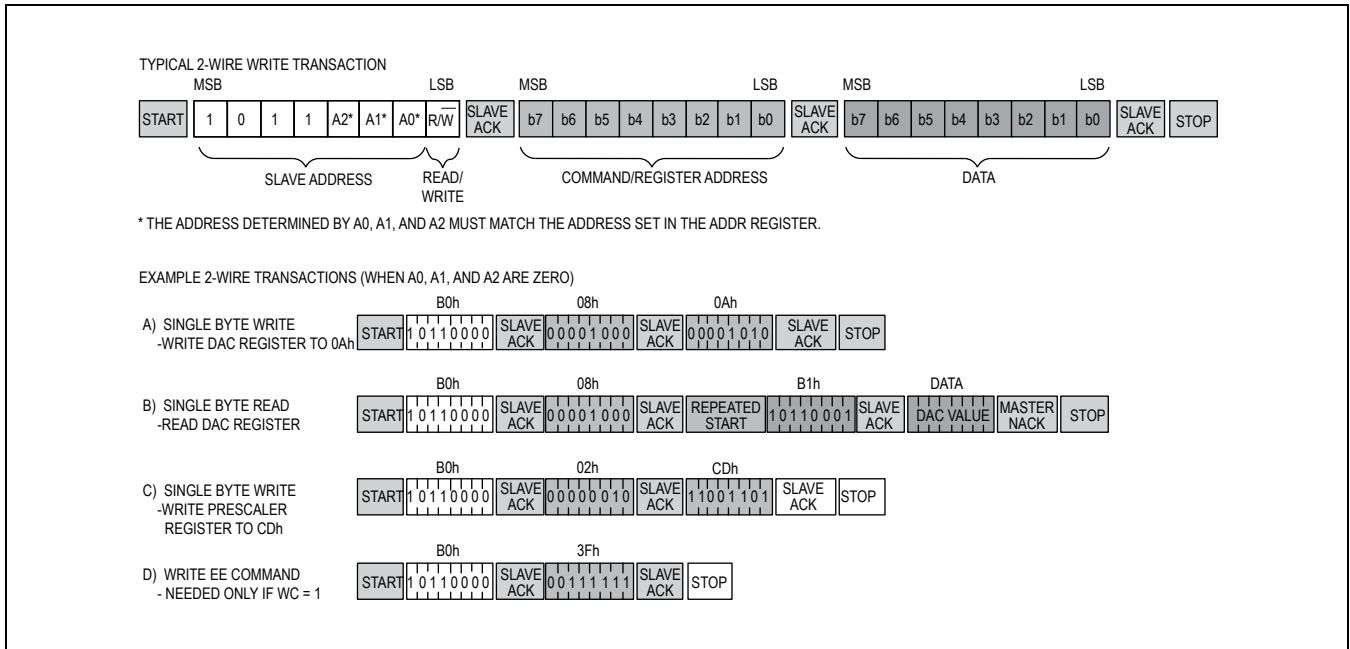 TYPICAL 2-WIRE WRITE TRANSACTION
MSB LSB MSB LSB MSB LSB
START 1 0 1 1 A2* A1* A0* R/W̅ SLAVE ACK b7 b6 b5 b4 b3 b2 b1 b0 SLAVE ACK b7 b6 b5 b4 b3 b2 b1 b0 SLAVE ACK STOP
SLAVE ADDRESS READ/WRITE COMMAND/REGISTER ADDRESS DATA
* THE ADDRESS DETERMINED BY A0, A1, AND A2 MUST MATCH THE ADDRESS SET IN THE ADDR REGISTER.
EXAMPLE 2-WIRE TRANSACTIONS (WHEN A0, A1, AND A2 ARE ZERO)
B0h 08h 0Ah
A) SINGLE BYTE WRITE
-WRITE DAC REGISTER TO 0Ah
START 10110000 SLAVE ACK 00001000 SLAVE ACK 00001010 SLAVE ACK STOP
B0h 08h B1h DATA
B) SINGLE BYTE READ
-READ DAC REGISTER
START 10110000 SLAVE ACK 00001000 SLAVE ACK REPEATED START 10110001 SLAVE ACK DAC VALUE MASTER NACK STOP
B0h 02h CDh
C) SINGLE BYTE WRITE
-WRITE PRESCALER
REGISTER TO CDh
START 10110000 SLAVE ACK 00000010 SLAVE ACK 11001101 SLAVE ACK STOP
B0h 3Fh
D) WRITE EE COMMAND
- NEEDED ONLY IF WC = 1
START 10110000 SLAVE ACK 00111111 SLAVE ACK STOP